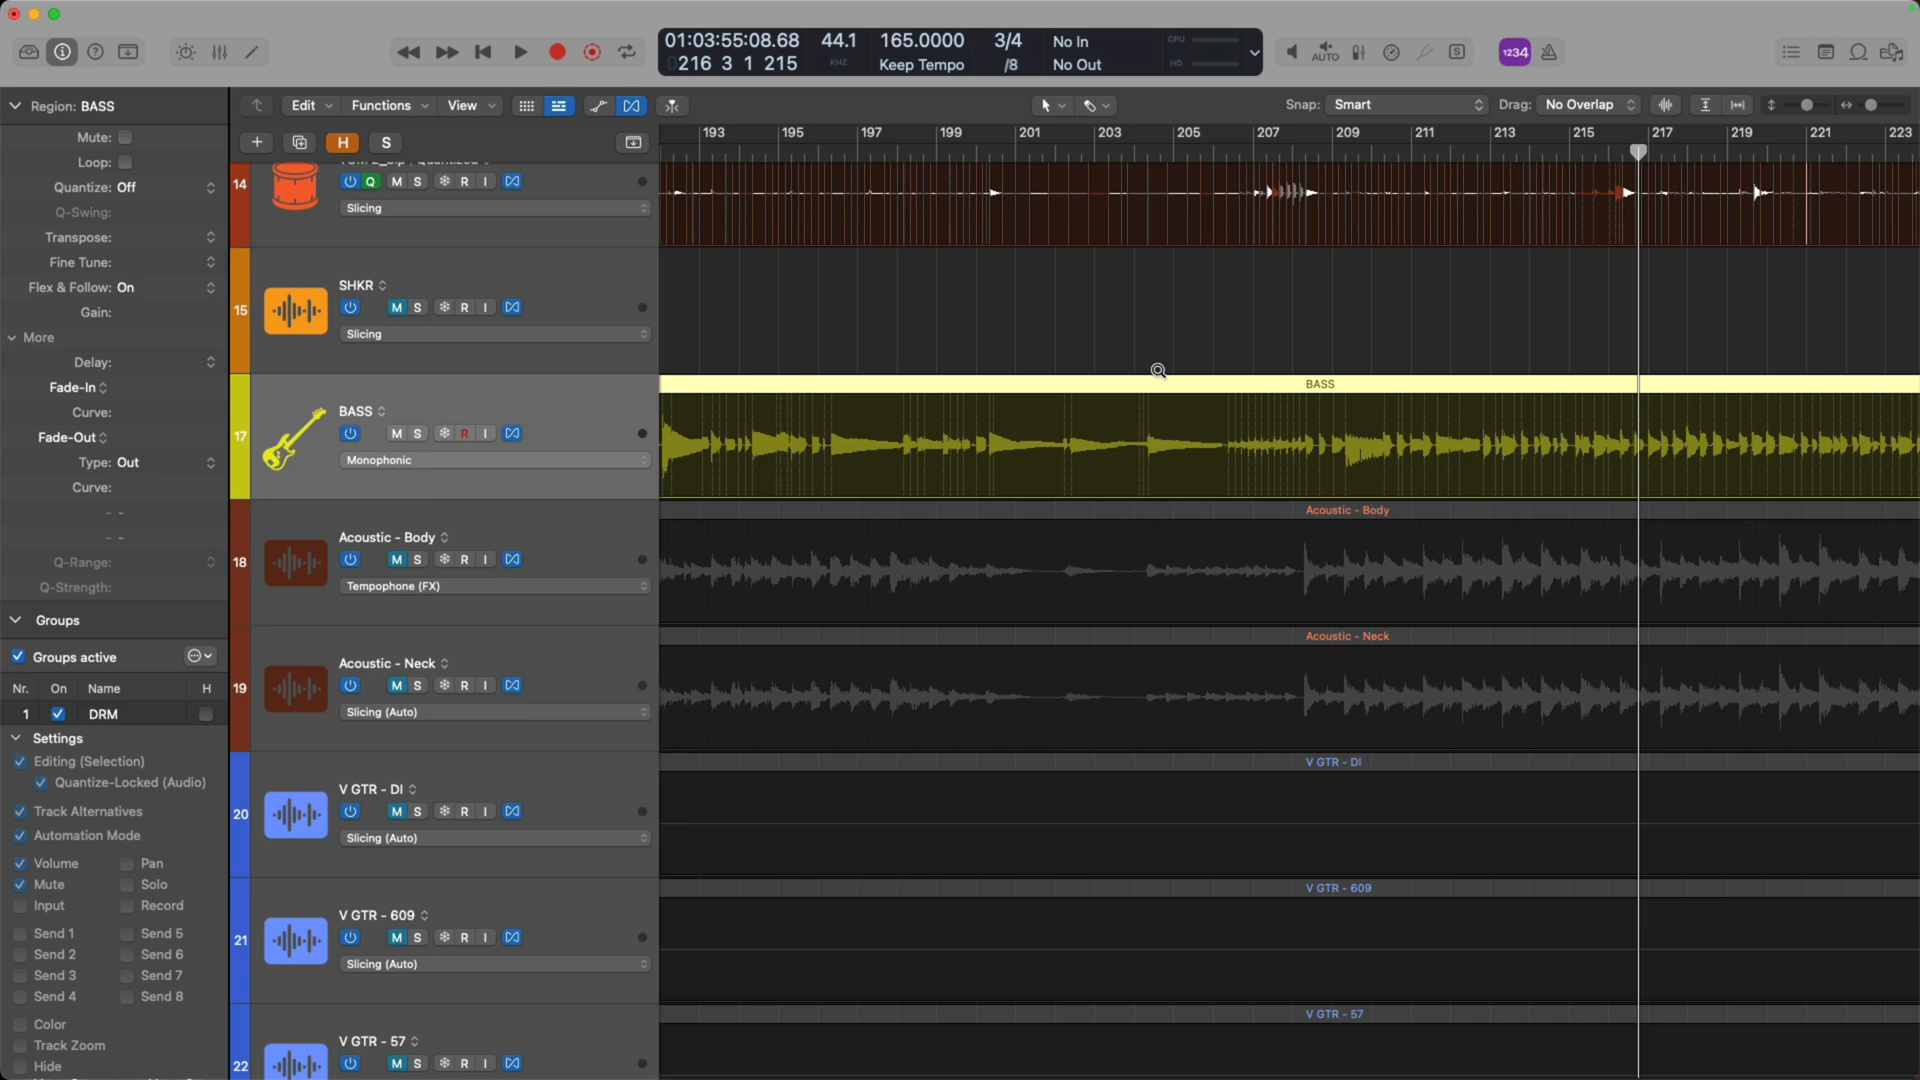 01:03:55:08.68 44.1 165.0000 3/4 No In CPU
216 3 1 215 KHZ Keep Tempo /8 No Out HD
AUTO
S
1234
Region: BASS
Edit Functions View
Snap: Smart
Drag: No Overlap
H S
193 195 197 199 201 203 205 207 209 211 213 215 217 219 221 223
Mute:
Loop:
Quantize: Off
Q-Swing:
Transpose:
Fine Tune:
Flex & Follow: On
Gain:
More
Delay:
Fade-In
Curve:
Fade-Out
Type: Out
Curve:
- -
- -
Q-Range:
Q-Strength:
Groups
Groups active
Nr. On Name H
1 DRM
Settings
Editing (Selection)
Quantize-Locked (Audio)
Track Alternatives
Automation Mode
Volume Pan
Mute Solo
Input Record
Send 1 Send 5
Send 2 Send 6
Send 3 Send 7
Send 4 Send 8
Color
Track Zoom
Hide
14
Q M S R I
Slicing
15
SHKR
M S R I
Slicing
17
BASS
M S R I
Monophonic
BASS
18
Acoustic - Body
M S R I
Tempophone (FX)
Acoustic - Body
19
Acoustic - Neck
M S R I
Slicing (Auto)
Acoustic - Neck
20
V GTR - DI
M S R I
Slicing (Auto)
V GTR - DI
21
V GTR - 609
M S R I
Slicing (Auto)
V GTR - 609
22
V GTR - 57
M S R I
V GTR - 57